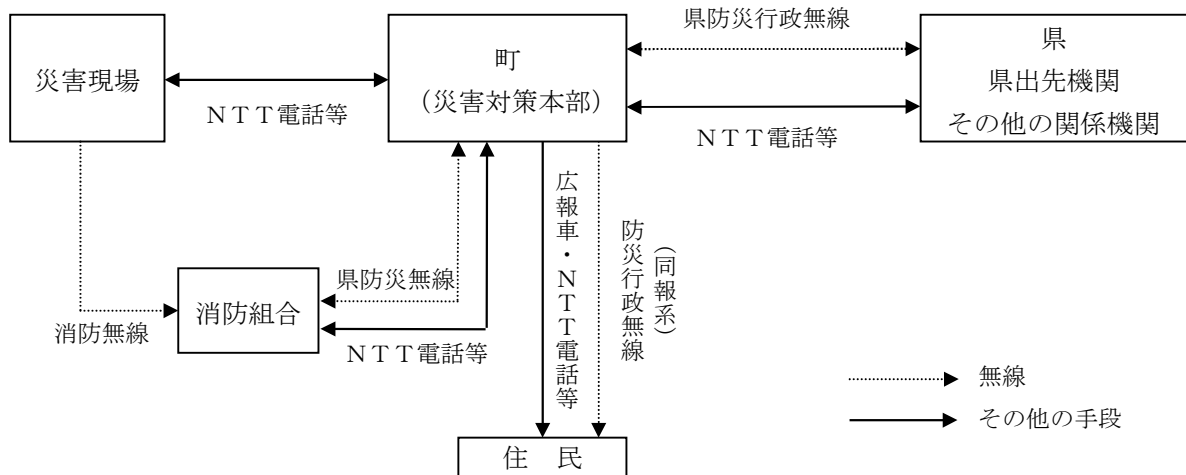 県防災行政無線
災害現場
町
（災害対策本部）
県
県出先機関
その他の関係機関
ＮＴＴ電話等
ＮＴＴ電話等
広報車・ＮＴＴ電話等
防災行政無線
（同報系）
県防災無線
消防組合
消防無線
ＮＴＴ電話等
無線
その他の手段
住　民